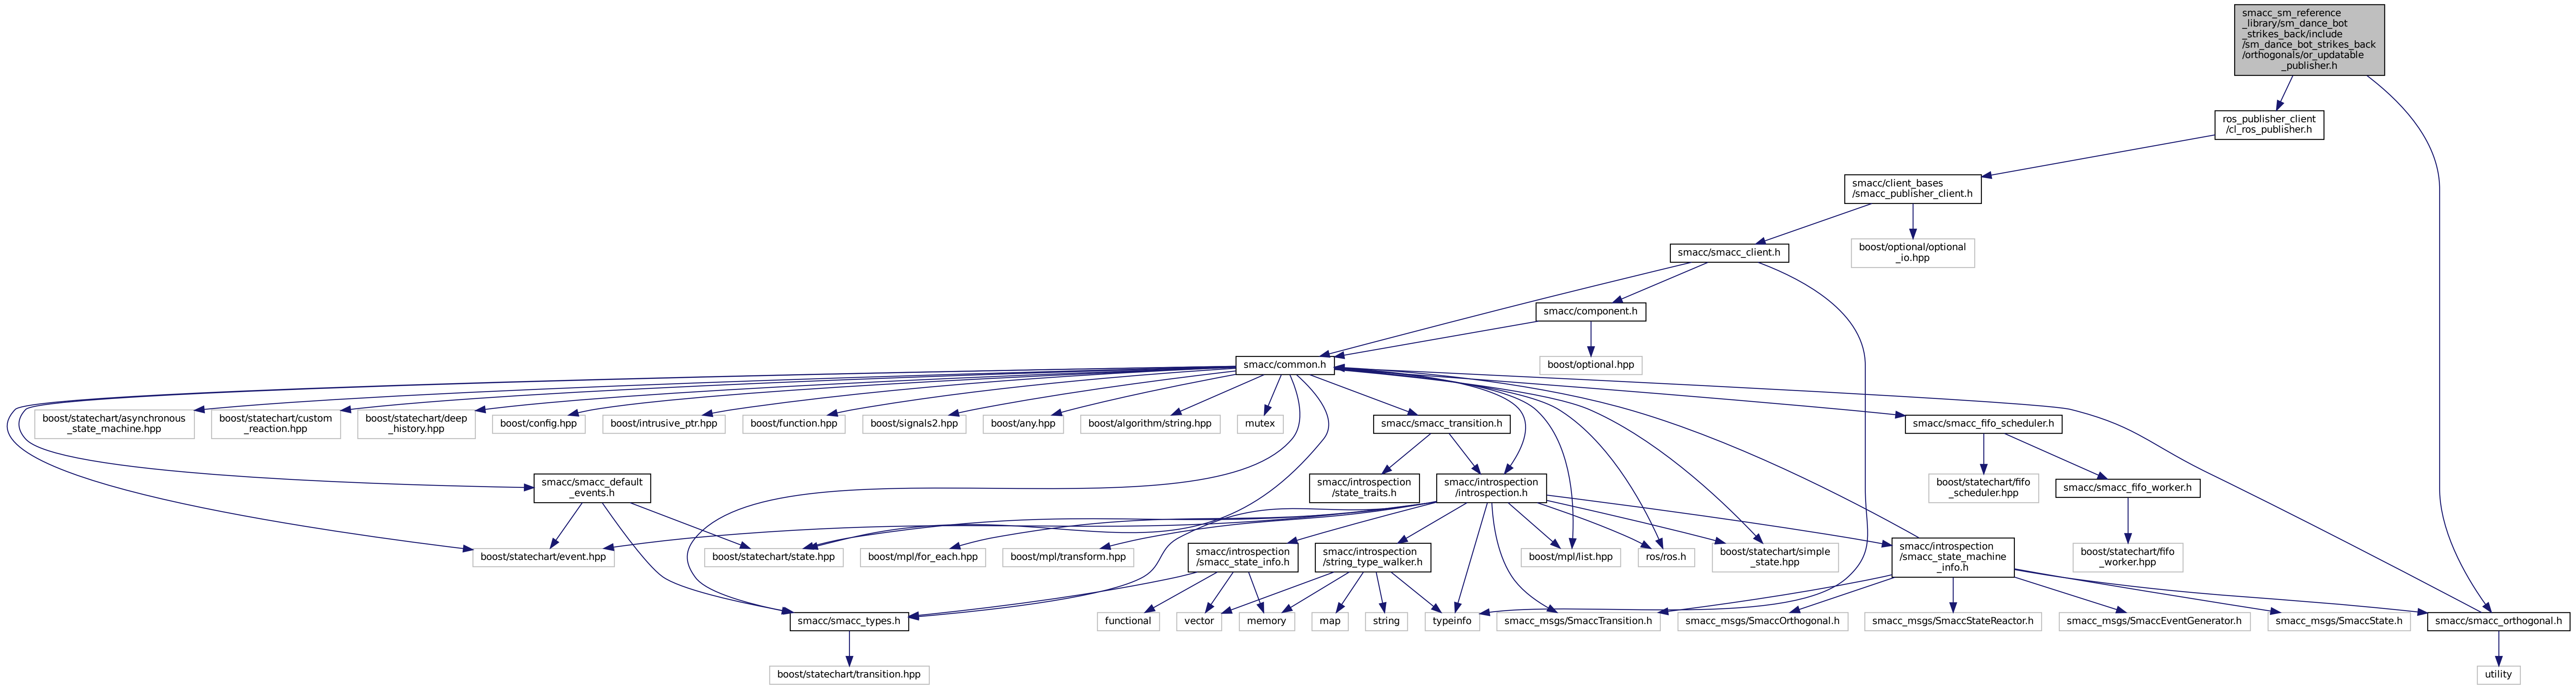 smacc_sm_reference
_library/sm_dance_bot
_strikes_back/include
/sm_dance_bot_strikes_back
/orthogonals/or_updatable
_publisher.h
ros_publisher_client
/cl_ros_publisher.h
smacc/client_bases
/smacc_publisher_client.h
smacc/smacc_client.h
boost/optional/optional
_io.hpp
smacc/component.h
smacc/common.h
boost/optional.hpp
boost/statechart/asynchronous
_state_machine.hpp
boost/statechart/custom
_reaction.hpp
boost/statechart/deep
_history.hpp
boost/config.hpp
boost/intrusive_ptr.hpp
boost/function.hpp
boost/signals2.hpp
boost/any.hpp
boost/algorithm/string.hpp
mutex
smacc/smacc_transition.h
smacc/smacc_fifo_scheduler.h
smacc/smacc_default
_events.h
smacc/introspection
/state_traits.h
smacc/introspection
/introspection.h
boost/statechart/fifo
_scheduler.hpp
smacc/smacc_fifo_worker.h
boost/statechart/event.hpp
boost/statechart/state.hpp
boost/mpl/for_each.hpp
boost/mpl/transform.hpp
smacc/introspection
/smacc_state_info.h
smacc/introspection
/string_type_walker.h
boost/mpl/list.hpp
ros/ros.h
boost/statechart/simple
_state.hpp
smacc/introspection
/smacc_state_machine
_info.h
boost/statechart/fifo
_worker.hpp
smacc/smacc_types.h
functional
vector
memory
map
string
typeinfo
smacc_msgs/SmaccTransition.h
smacc_msgs/SmaccOrthogonal.h
smacc_msgs/SmaccStateReactor.h
smacc_msgs/SmaccEventGenerator.h
smacc_msgs/SmaccState.h
smacc/smacc_orthogonal.h
boost/statechart/transition.hpp
utility